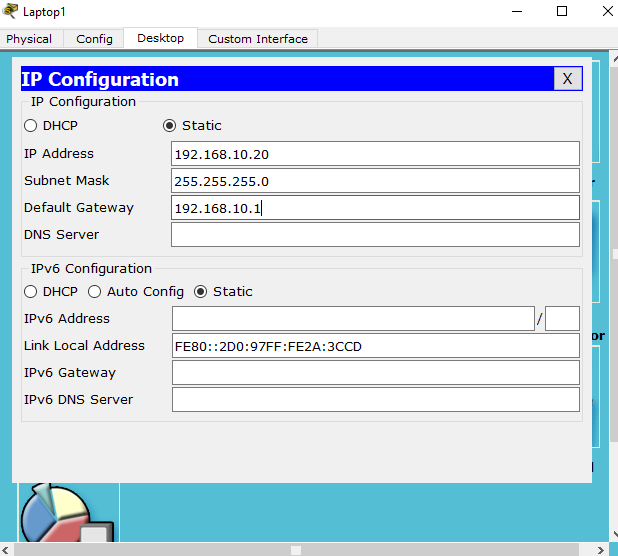 Laptop1
Physical Config Desktop Custom Interface
IP Configuration X
IP Configuration
DHCP Static
IP Address 192.168.10.20
Subnet Mask 255.255.255.0
Default Gateway 192.168.10.1
DNS Server
IPv6 Configuration
DHCP Auto Config Static
IPv6 Address /
Link Local Address FE80::2D0:97FF:FE2A:3CCD
IPv6 Gateway
IPv6 DNS Server